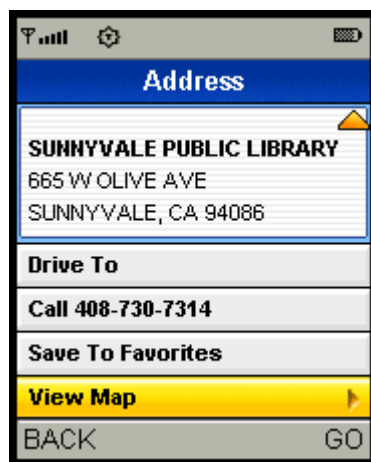 Address
SUNNYVALE PUBLIC LIBRARY
665 W OLIVE AVE
SUNNYVALE, CA 94086
Drive To
Call 408-730-7314
Save To Favorites
View Map
BACK GO